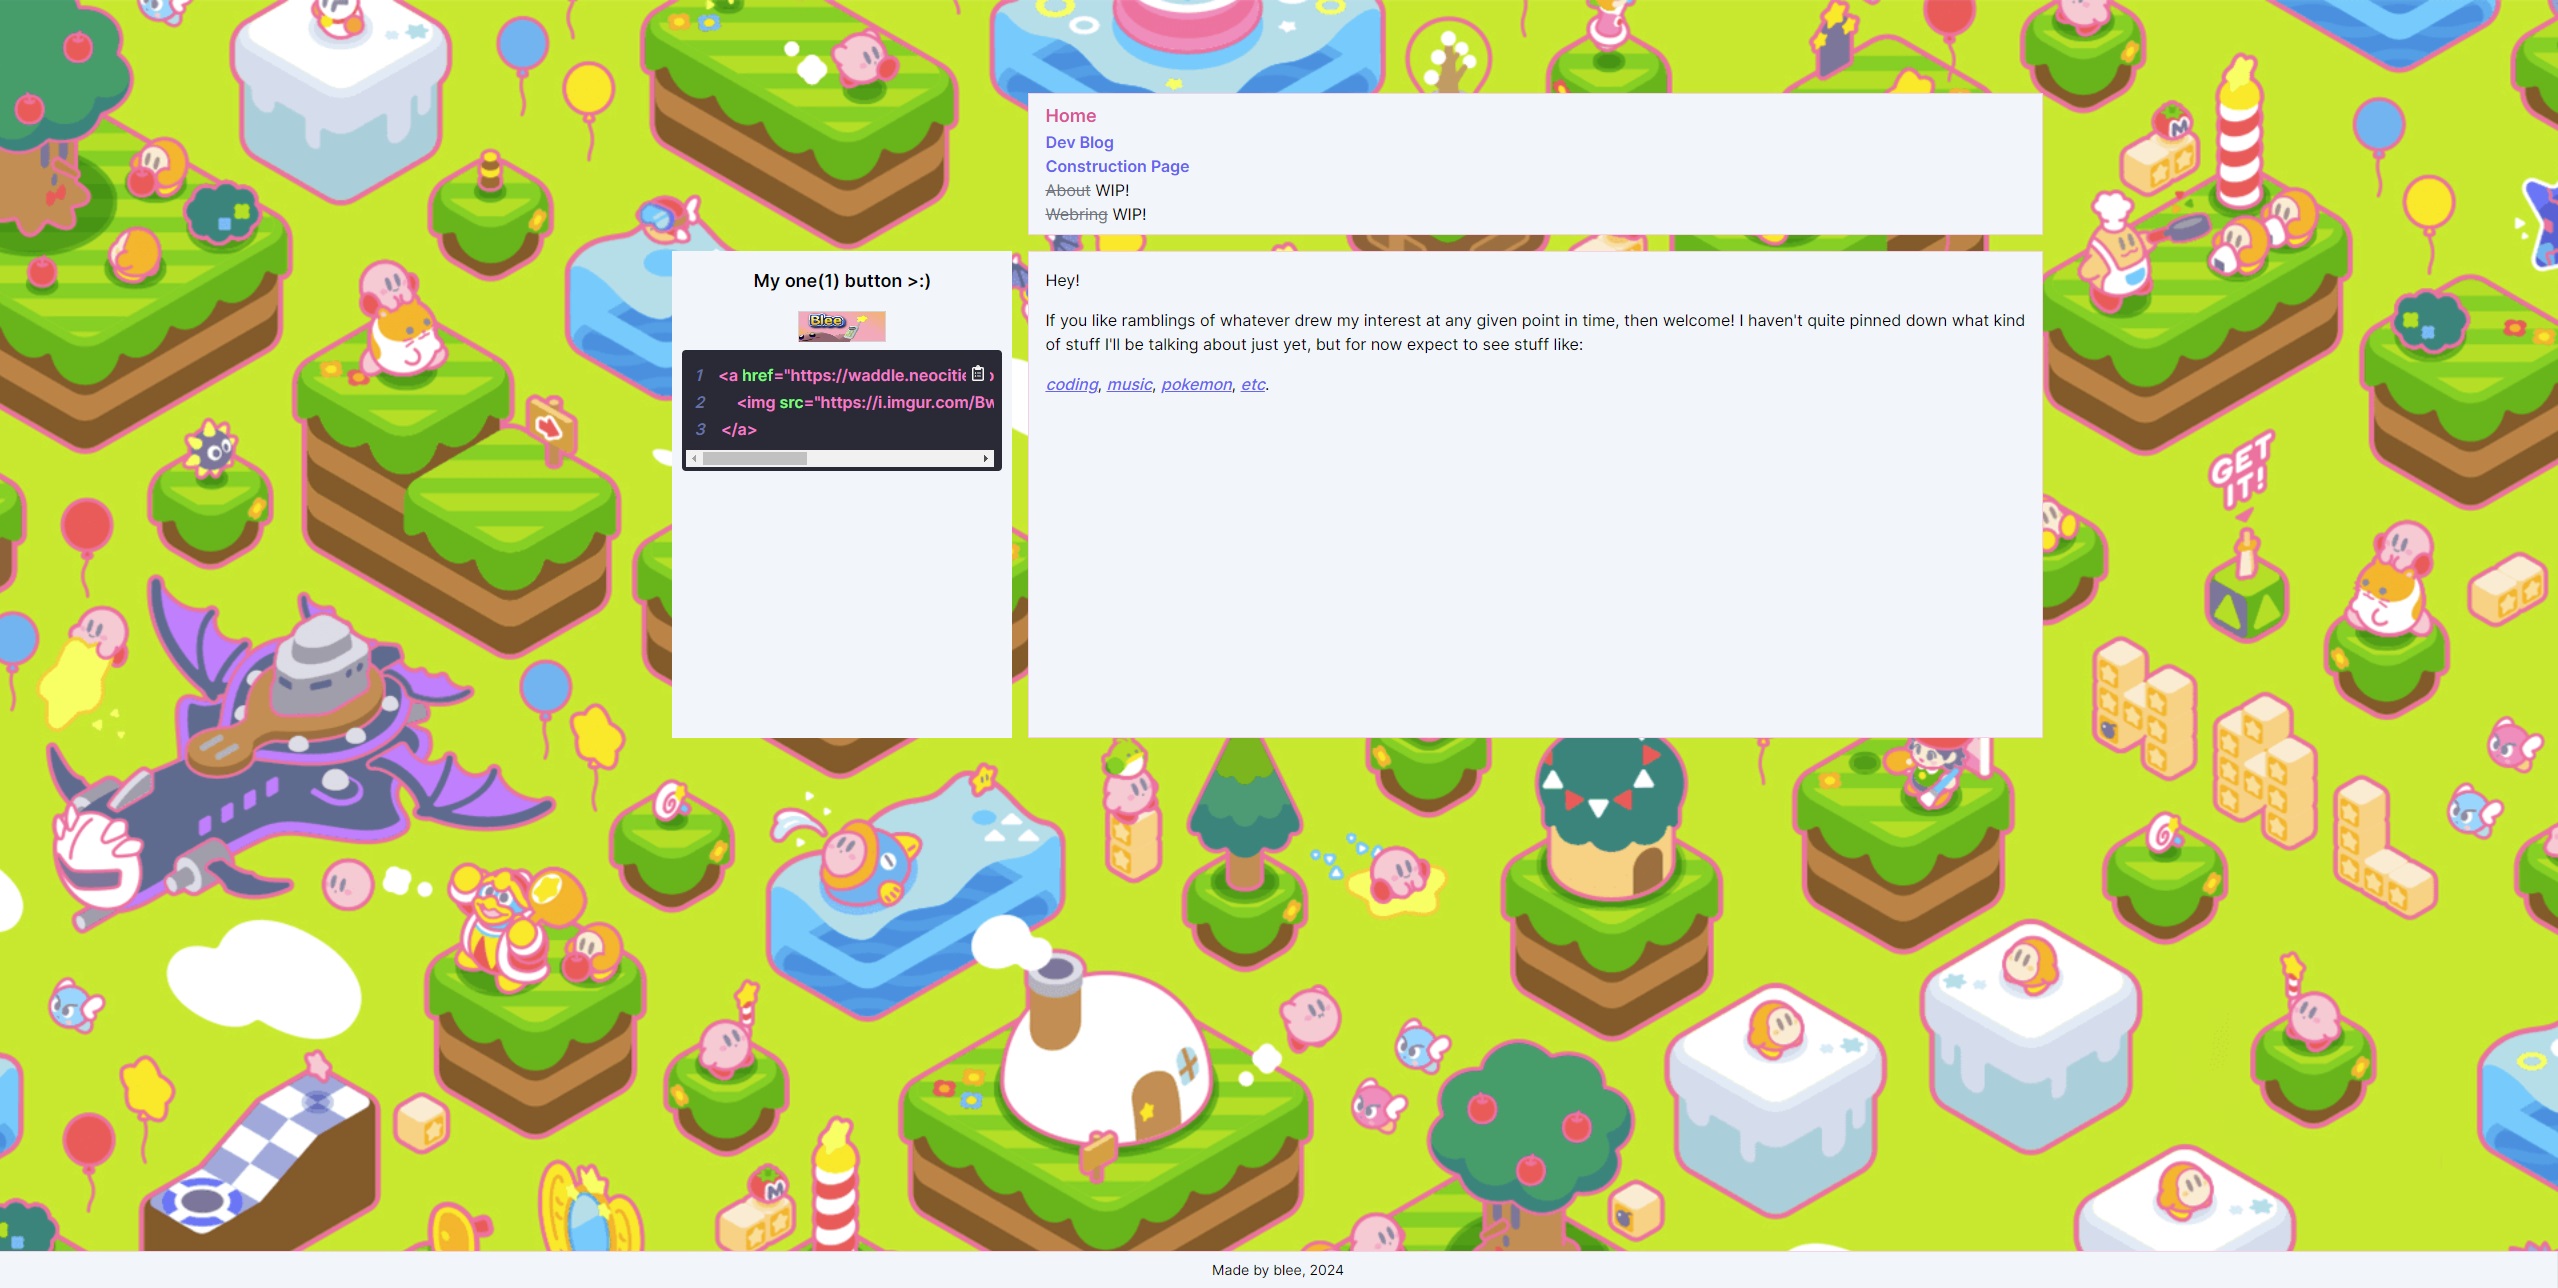 Home
Dev Blog
Construction Page
About WIP!
Webring WIP!
My one(1) button >:)
Blee
1 <a href="https://waddle.neocitie
2 <img src="https://i.imgur.com/Bw
3 </a>
Hey!
If you like ramblings of whatever drew my interest at any given point in time, then welcome! I haven't quite pinned down what kind
of stuff I'll be talking about just yet, but for now expect to see stuff like:
coding, music, pokemon, etc.
GET
IT!
M
M
Made by blee, 2024